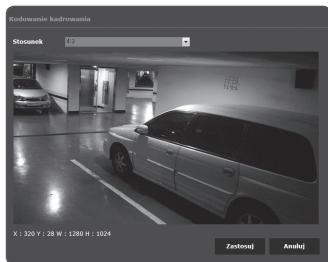 Kodowanie kadrowania
Stosunek 4:3
X : 320 Y : 28 W : 1280 H : 1024
Zastosuj Anuluj